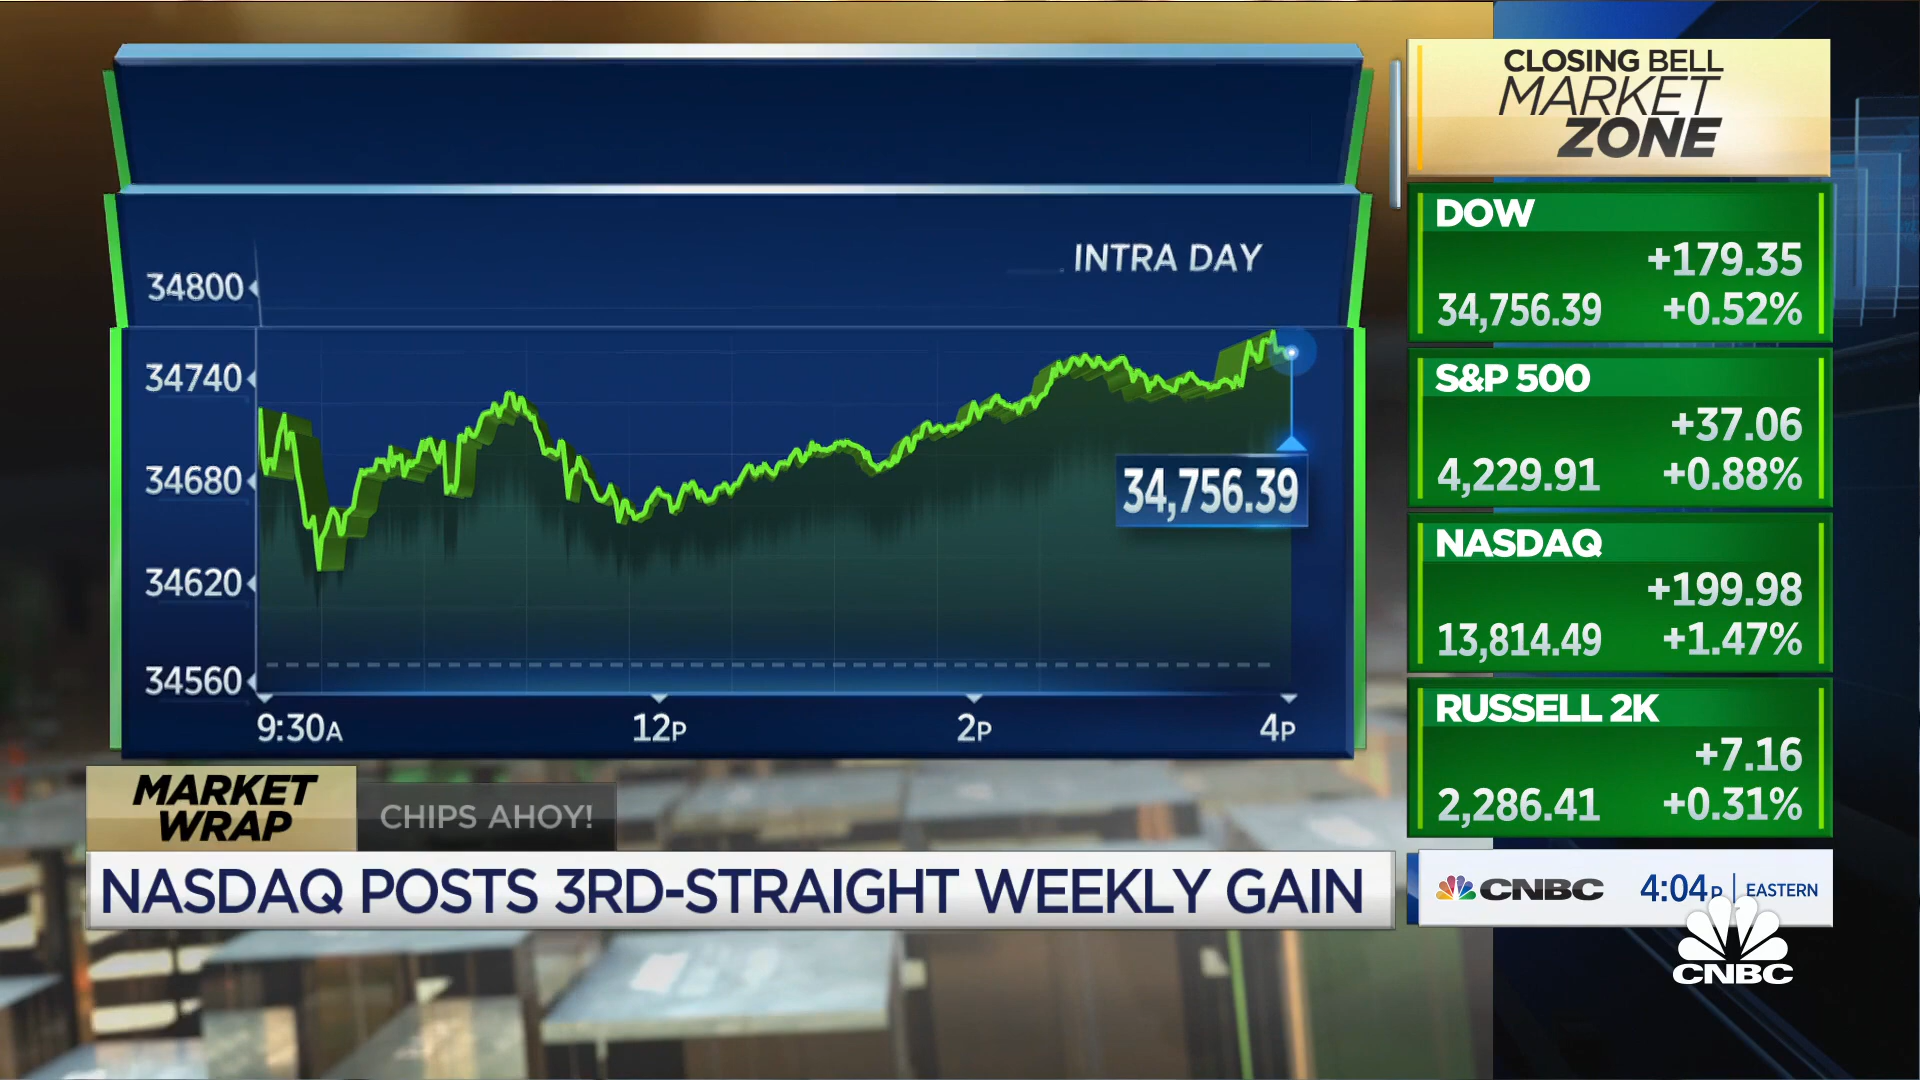 INTRA DAY
34800
34740
34680
34620
34560
9:30A
12P
2P
4P
34,756.39
MARKET
WRAP
CHIPS AHOY!
NASDAQ POSTS 3RD-STRAIGHT WEEKLY GAIN
CLOSING BELL
MARKET
ZONE
DOW
+179.35
34,756.39 +0.52%
S&P 500
+37.06
4,229.91 +0.88%
NASDAQ
+199.98
13,814.49 +1.47%
RUSSELL 2K
+7.16
2,286.41 +0.31%
CNBC 4:04P EASTERN
CNBC